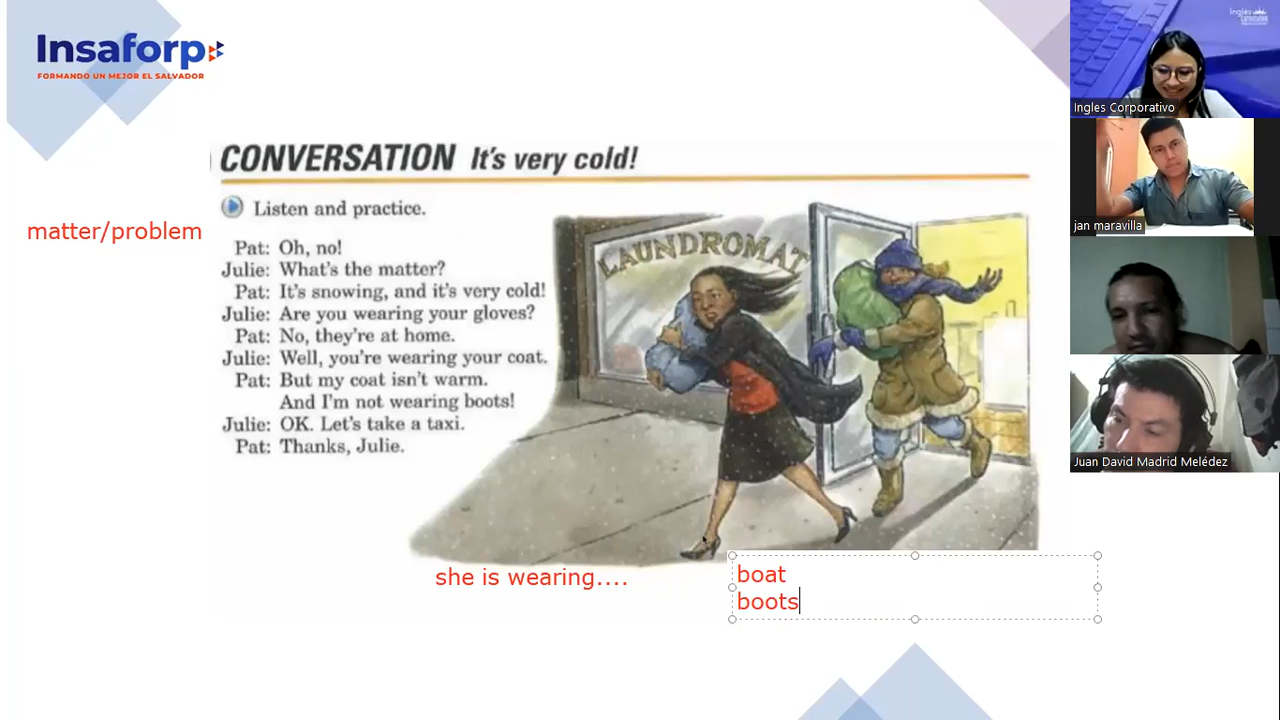 Insaforp
FORMANDO UN MEJOR EL SALVADOR
CONVERSATION It's very cold!
Listen and practice.
matter/problem
Pat: Oh, no!
Julie: What's the matter?
Pat: It's snowing, and it's very cold!
Julie: Are you wearing your gloves?
Pat: No, they're at home.
Julie: Well, you're wearing your coat.
Pat: But my coat isn't warm.
And I'm not wearing boots!
Julie: OK. Let's take a taxi.
Pat: Thanks, Julie.
LAUNDROMAT
she is wearing....
boat
boots
Ingles Corporativo
jan maravilla
Juan David Madrid Melédez